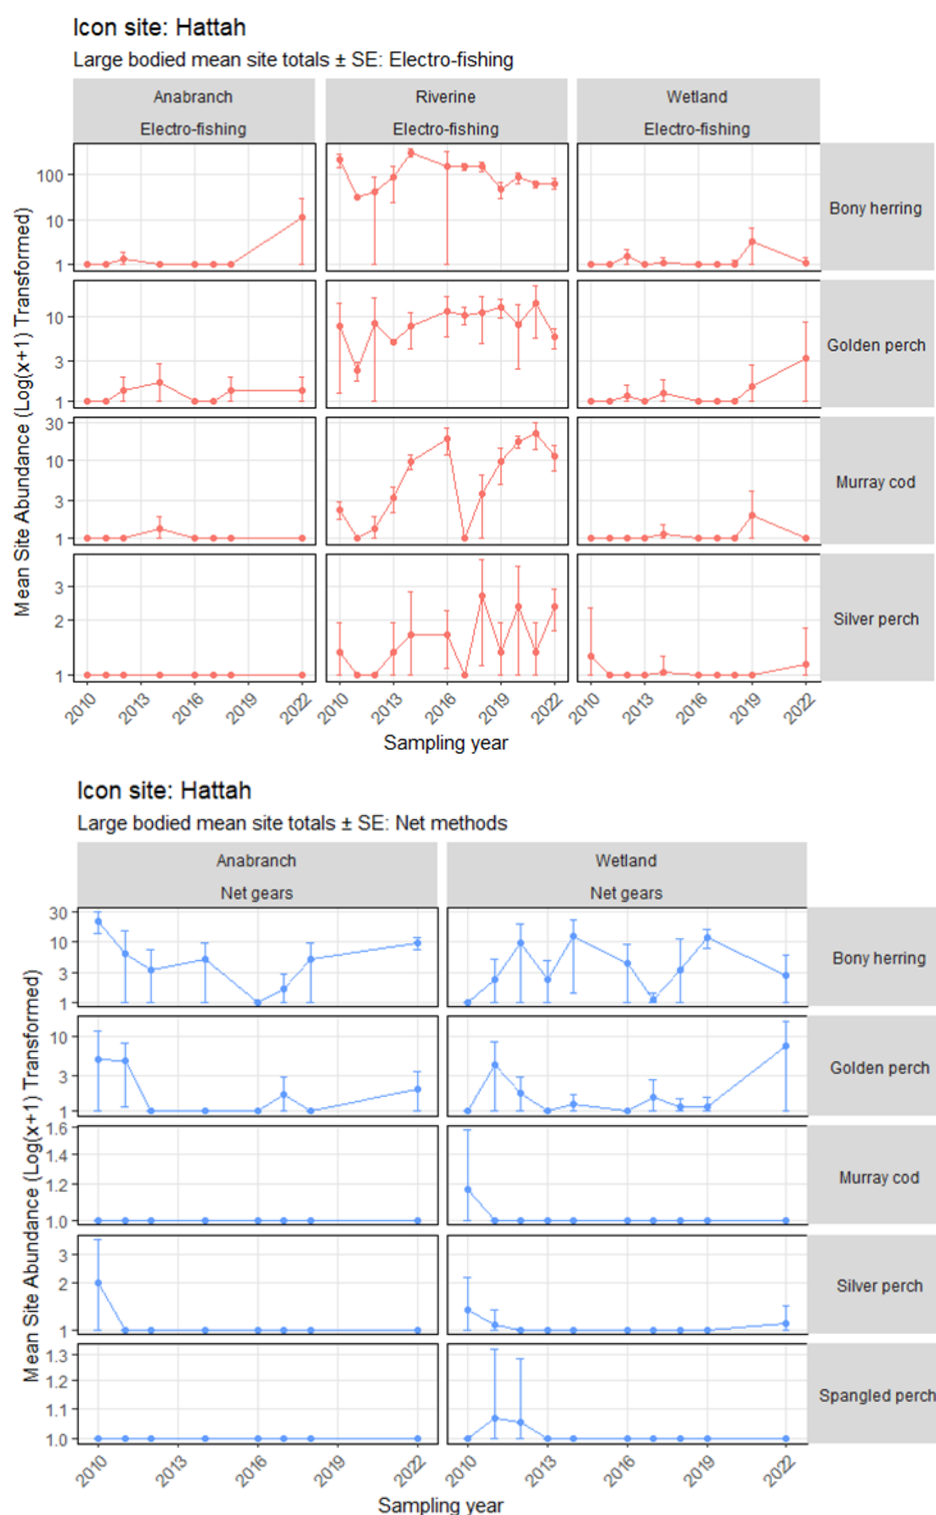 Icon site: Hattah
Large bodied mean site totals ± SE: Electro-fishing
Anabranch Riverine Wetland
Electro-fishing Electro-fishing Electro-fishing
Mean Site Abundance (Log(x+1) Transformed)
100
10
1
Bony herring
10
3
1
Golden perch
30
10
3
1
Murray cod
3
2
1
Silver perch
2010 2013 2016 2019 2022 2010 2013 2016 2019 2022 2010 2013 2016 2019 2022
Sampling year
Icon site: Hattah
Large bodied mean site totals ± SE: Net methods
Anabranch Wetland
Net gears Net gears
Mean Site Abundance (Log(x+1) Transformed)
30
10
3
1
Bony herring
10
3
1
Golden perch
1.6
1.4
1.2
1.0
Murray cod
3
2
1
Silver perch
1.3
1.2
1.1
1.0
Spangled perch
2010 2013 2016 2019 2022 2010 2013 2016 2019 2022
Sampling year